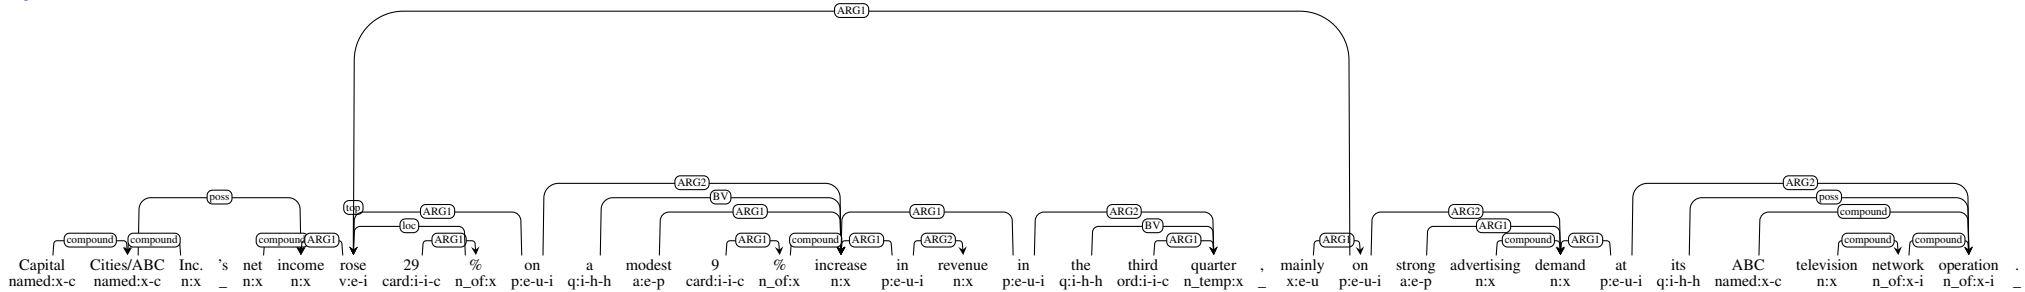 ARG1
ARG2
poss BV ARG2 poss
top ARG1 ARG1 ARG1 ARG2 ARG2 compound
loc BV ARG1
compound compound compound ARG1 ARG1 ARG1 compound ARG1 ARG2 ARG1 ARG1 compound ARG1 compound compound
Capital Cities/ABC Inc. 's net income rose 29 % on a modest 9 % increase in revenue in the third quarter , mainly on strong advertising demand at its ABC television network operation .
named:x-c named:x-c n:x _ n:x n:x v:e-i card:i-i-c n_of:x p:e-u-i q:i-h-h a:e-p card:i-i-c n_of:x n:x p:e-u-i n:x p:e-u-i q:i-h-h ord:i-i-c n_temp:x _ x:e-u p:e-u-i a:e-p n:x n:x p:e-u-i q:i-h-h named:x-c n:x n_of:x-i n_of:x-i _